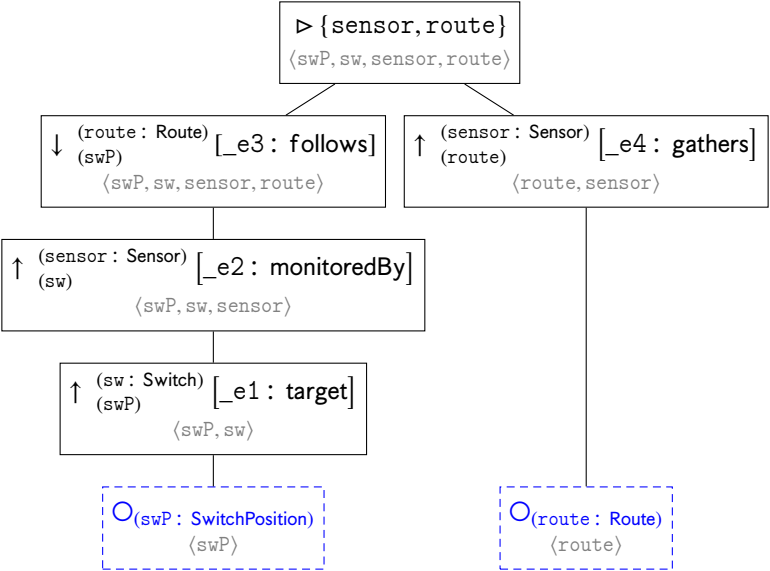 ▷ {sensor, route}
⟨swP, sw, sensor, route⟩
↓ (route: Route) (swP) [_e3: follows]
⟨swP, sw, sensor, route⟩
↑ (sensor: Sensor) (route) [_e4: gathers]
⟨route, sensor⟩
↑ (sensor: Sensor) (sw) [_e2: monitoredBy]
⟨swP, sw, sensor⟩
↑ (sw: Switch) (swP) [_e1: target]
⟨swP, sw⟩
○(swP: SwitchPosition)
⟨swP⟩
○(route: Route)
⟨route⟩